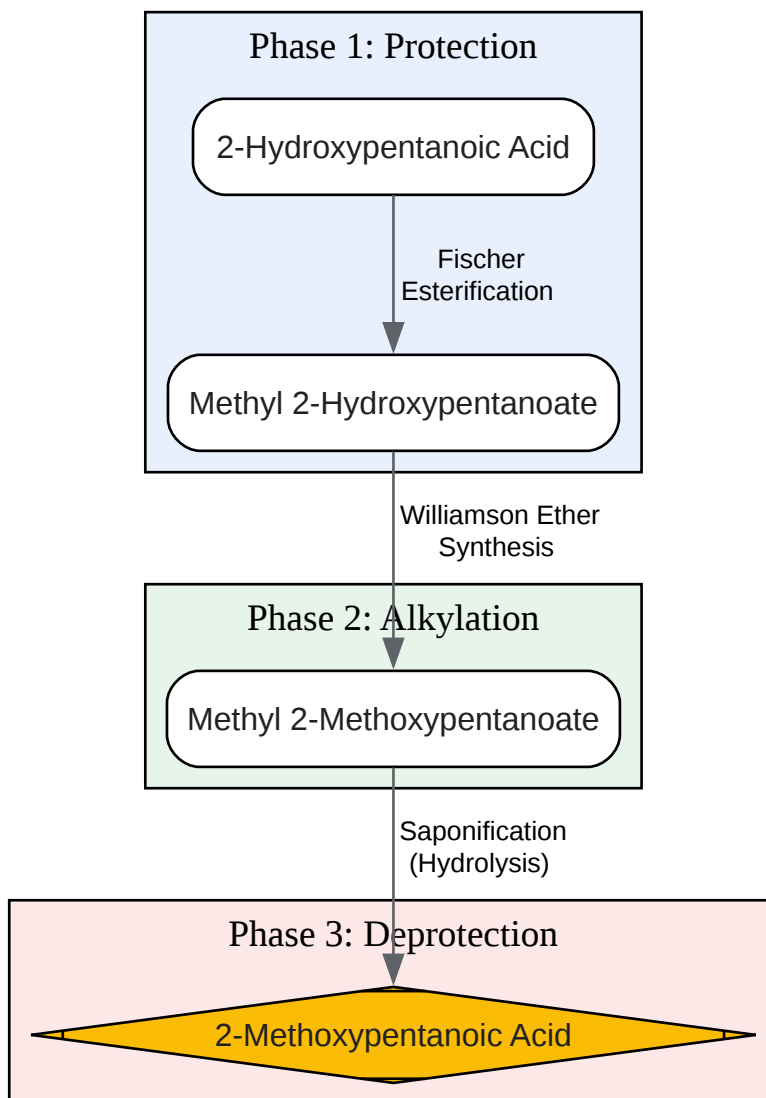 Phase 1: Protection
2-Hydroxypentanoic Acid
Fischer
Esterification
Methyl 2-Hydroxypentanoate
Williamson Ether
Synthesis
Phase 2: Alkylation
Methyl 2-Methoxypentanoate
Saponification
(Hydrolysis)
Phase 3: Deprotection
2-Methoxypentanoic Acid